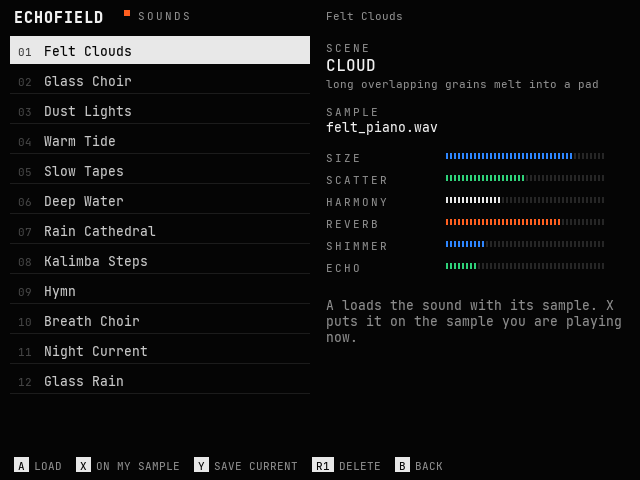 ECHOFIELD SOUNDS
01 Felt Clouds
02 Glass Choir
03 Dust Lights
04 Warm Tide
05 Slow Tapes
06 Deep Water
07 Rain Cathedral
08 Kalimba Steps
09 Hymn
10 Breath Choir
11 Night Current
12 Glass Rain
Felt Clouds
SCENE
CLOUD
long overlapping grains melt into a pad
SAMPLE
felt_piano.wav
SIZE
SCATTER
HARMONY
REVERB
SHIMMER
ECHO
A loads the sound with its sample. X
puts it on the sample you are playing
now.
A LOAD X ON MY SAMPLE Y SAVE CURRENT R1 DELETE B BACK